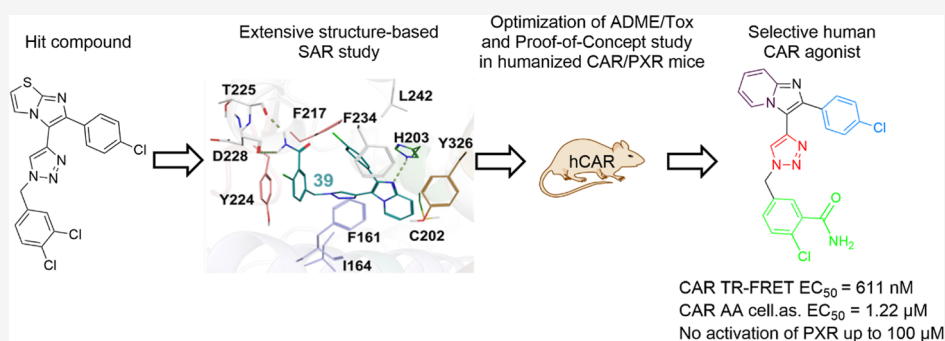 Hit compound
S
N
N
Cl
N
N
N
Cl
Cl
Extensive structure-based
SAR study
T225
F217
F234
L242
H203
Y326
D228
39
Y224
F161
C202
I164
Optimization of ADME/Tox
and Proof-of-Concept study
in humanized CAR/PXR mice
hCAR
Selective human
CAR agonist
N
N
Cl
N
N
N
O
NH₂
Cl
CAR TR-FRET EC₅₀ = 611 nM
CAR AA cell.as. EC₅₀ = 1.22 µM
No activation of PXR up to 100 µM